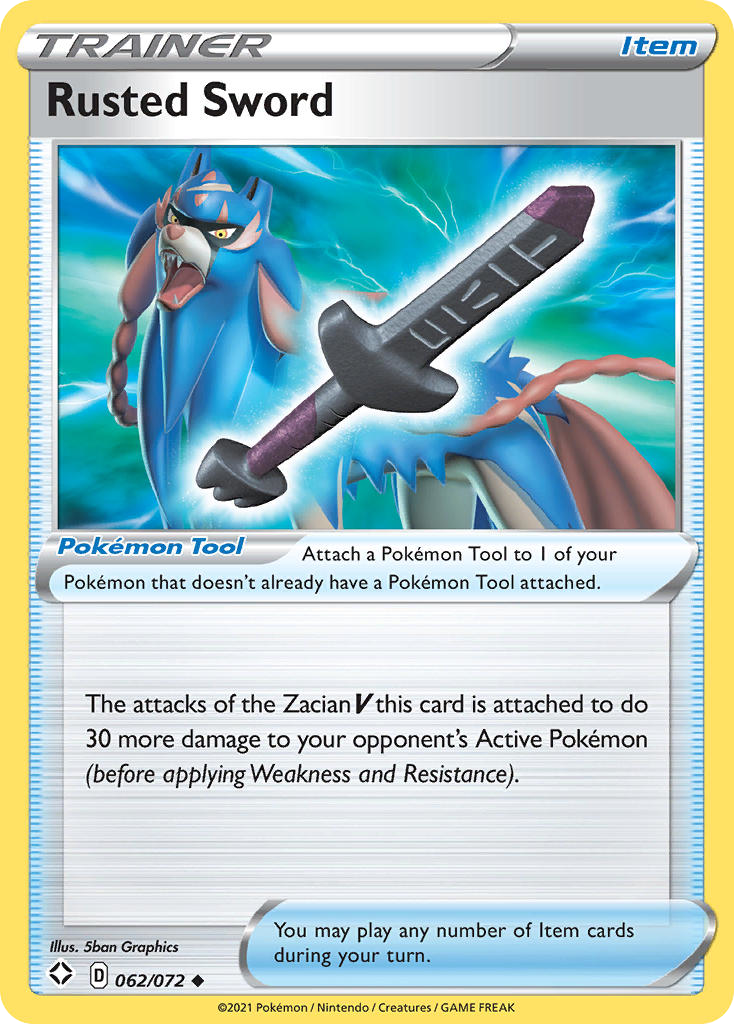 TRAINER
Item
Rusted Sword
Pokémon Tool
Attach a Pokémon Tool to 1 of your
Pokémon that doesn't already have a Pokémon Tool attached.
The attacks of the Zacian V this card is attached to do
30 more damage to your opponent's Active Pokémon
(before applying Weakness and Resistance).
You may play any number of Item cards
during your turn.
Illus. 5ban Graphics
D 062/072
©2021 Pokémon / Nintendo / Creatures / GAME FREAK